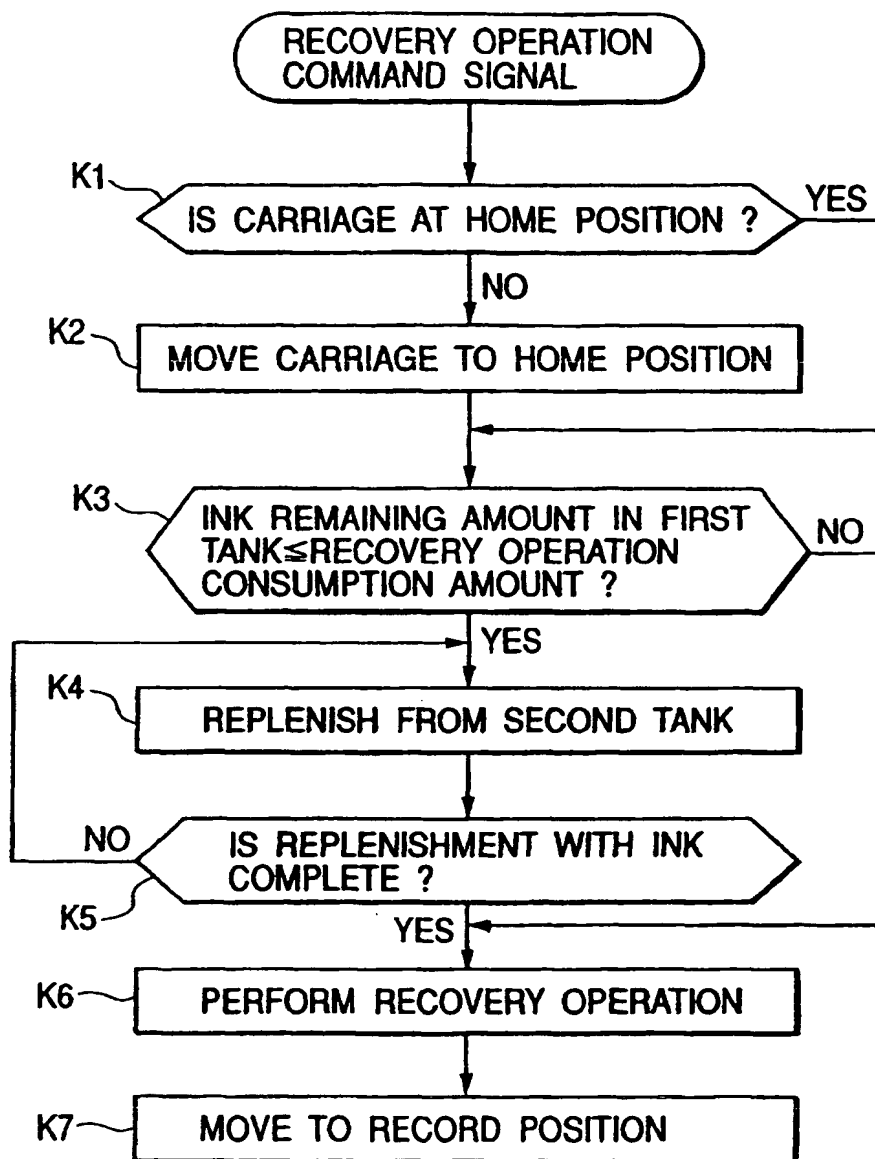 RECOVERY OPERATION
COMMAND SIGNAL
K1
IS CARRIAGE AT HOME POSITION ?
YES
NO
K2
MOVE CARRIAGE TO HOME POSITION
K3
INK REMAINING AMOUNT IN FIRST
TANK≦RECOVERY OPERATION
CONSUMPTION AMOUNT ?
NO
YES
K4
REPLENISH FROM SECOND TANK
NO
IS REPLENISHMENT WITH INK
COMPLETE ?
K5
YES
K6
PERFORM RECOVERY OPERATION
K7
MOVE TO RECORD POSITION